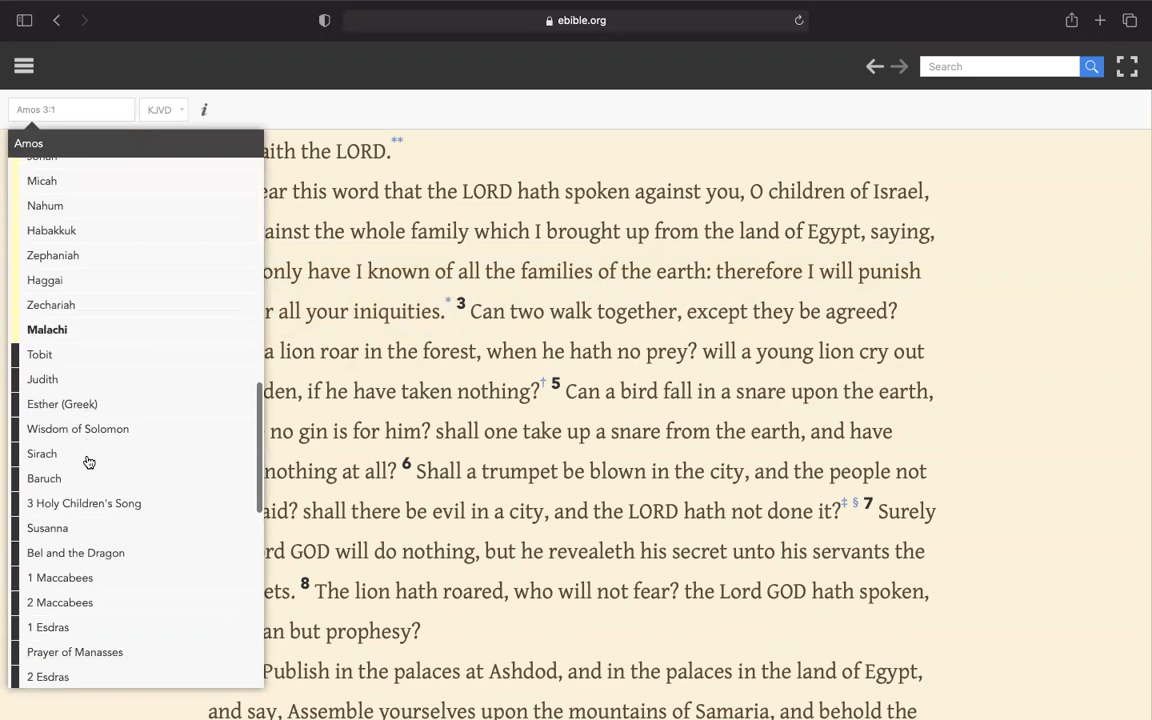 ebible.org
Search
Amos 3:1
KJVD
i
Amos
Jonah
Micah
Nahum
Habakkuk
Zephaniah
Haggai
Zechariah
Malachi
Tobit
Judith
Esther (Greek)
Wisdom of Solomon
Sirach
Baruch
3 Holy Children's Song
Susanna
Bel and the Dragon
1 Maccabees
2 Maccabees
1 Esdras
Prayer of Manasses
2 Esdras
aith the LORD.**
ear this word that the LORD hath spoken against you, O children of Israel,
ainst the whole family which I brought up from the land of Egypt, saying,
only have I known of all the families of the earth: therefore I will punish
r all your iniquities.* 3 Can two walk together, except they be agreed?
a lion roar in the forest, when he hath no prey? will a young lion cry out
den, if he have taken nothing?† 5 Can a bird fall in a snare upon the earth,
no gin is for him? shall one take up a snare from the earth, and have
nothing at all? 6 Shall a trumpet be blown in the city, and the people not
aid? shall there be evil in a city, and the LORD hath not done it?‡ § 7 Surely
rd GOD will do nothing, but he revealeth his secret unto his servants the
ets. 8 The lion hath roared, who will not fear? the Lord GOD hath spoken,
an but prophesy?
Publish in the palaces at Ashdod, and in the palaces in the land of Egypt,
and say, Assemble yourselves upon the mountains of Samaria, and behold the